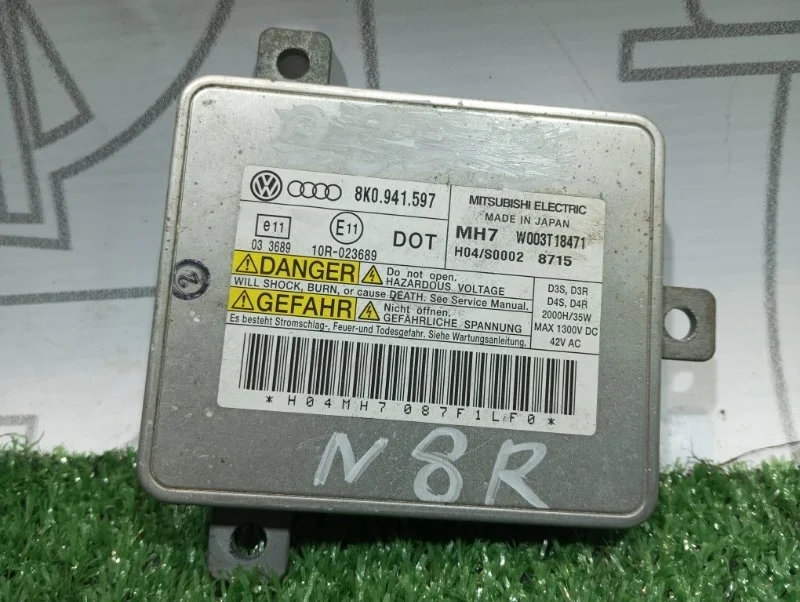 8K0.941.597
MITSUBISHI ELECTRIC
MADE IN JAPAN
MH7 W003T18471
H04/S0002 8715
e11
03 3689
E11
10R-023689
DOT
DANGER
Do not open.
HAZARDOUS VOLTAGE
WILL SHOCK, BURN, or cause DEATH. See Service Manual.
GEFAHR
Nicht öffnen.
GEFÄHRLICHE SPANNUNG
Es besteht Stromschlag-, Feuer-und Todesgefahr. Siehe Wartungsanleitung.
D3S, D3R
D4S, D4R
2000H/35W
MAX 1300V DC
42V AC
*H04MH7087F1LF0*
2
N8R